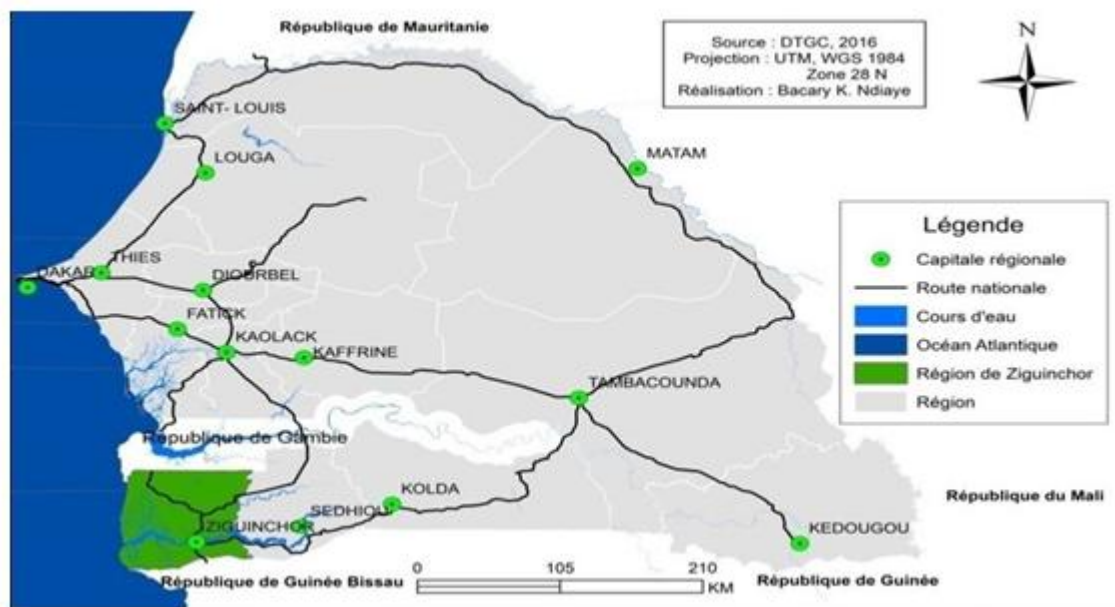 République de Mauritanie
Source : DTGC, 2016
Projection : UTM, WGS 1984
Zone 28 N
Réalisation : Bacary K. Ndiaye
N
SAINT- LOUIS
LOUGA
MATAM
Légende
Capitale régionale
Route nationale
Cours d'eau
Océan Atlantique
Région de Ziguinchor
Région
DAKAR
THIES
DIOURBEL
FATICK
KAOLACK
KAFFRINE
TAMBACOUNDA
République de Gambie
KOLDA
SEDHIOU
ZIGUINCHOR
KEDOUGOU
République du Mali
République de Guinée Bissau
0 105 210
KM
République de Guinée